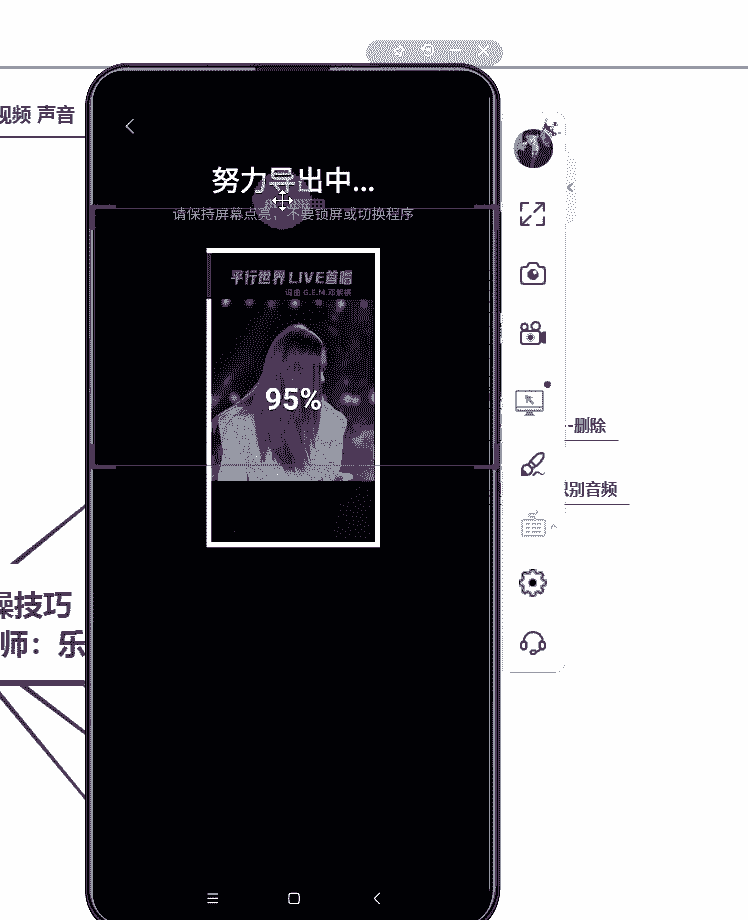 视频 声音
努力导出中...
请保持屏幕点亮，不要锁屏或切换程序
平行世界 LIVE首唱
词曲 G.E.M.邓紫棋
95%
-删除
识别音频
操技巧
师：乐